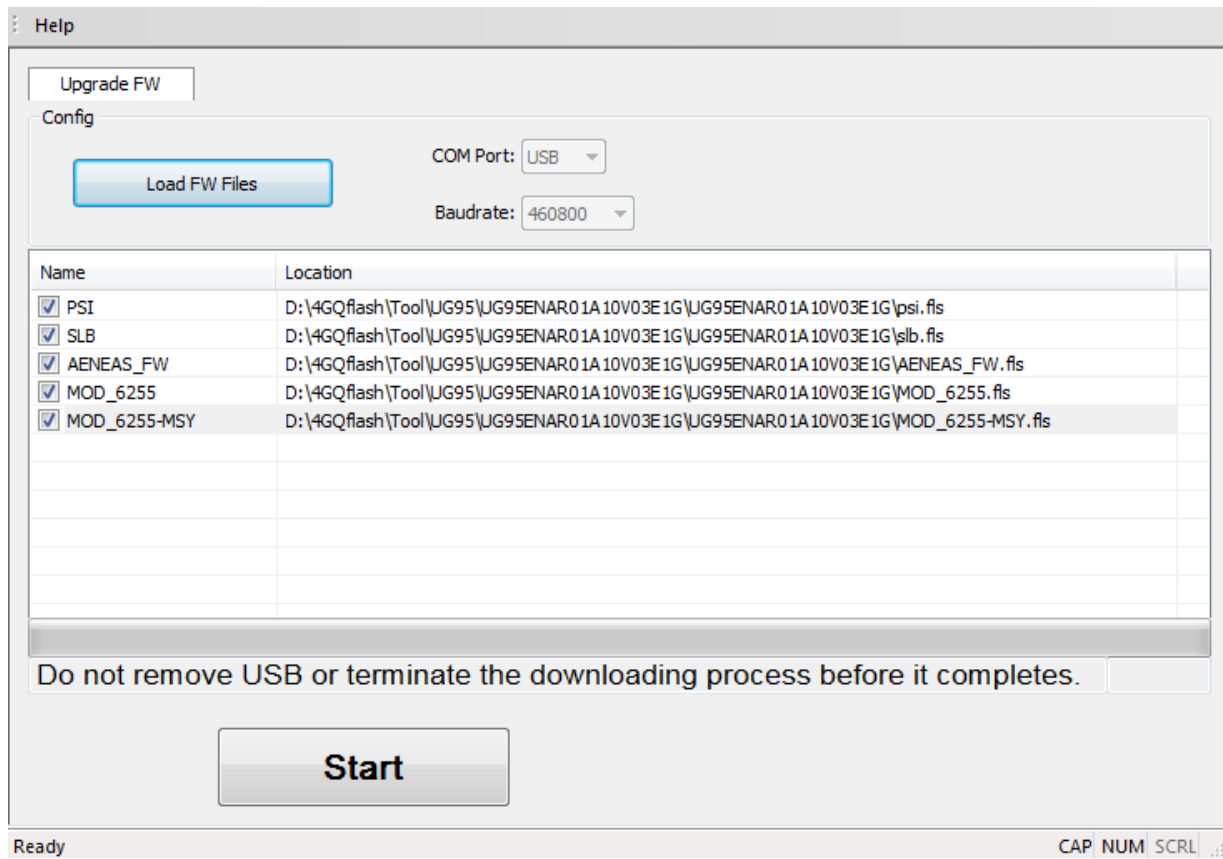 Help
Upgrade FW
Config
Load FW Files
COM Port: USB
Baudrate: 460800
Name Location
PSI D:\4GQflash\Tool\UG95\UG95ENAR01A10V03E1G\UG95ENAR01A10V03E1G\psi.fls
SLB D:\4GQflash\Tool\UG95\UG95ENAR01A10V03E1G\UG95ENAR01A10V03E1G\slb.fls
AENEAS_FW D:\4GQflash\Tool\UG95\UG95ENAR01A10V03E1G\UG95ENAR01A10V03E1G\AENEAS_FW.fls
MOD_6255 D:\4GQflash\Tool\UG95\UG95ENAR01A10V03E1G\UG95ENAR01A10V03E1G\MOD_6255.fls
MOD_6255-MSY D:\4GQflash\Tool\UG95\UG95ENAR01A10V03E1G\UG95ENAR01A10V03E1G\MOD_6255-MSY.fls
Do not remove USB or terminate the downloading process before it completes.
Start
Ready CAP NUM SCRL